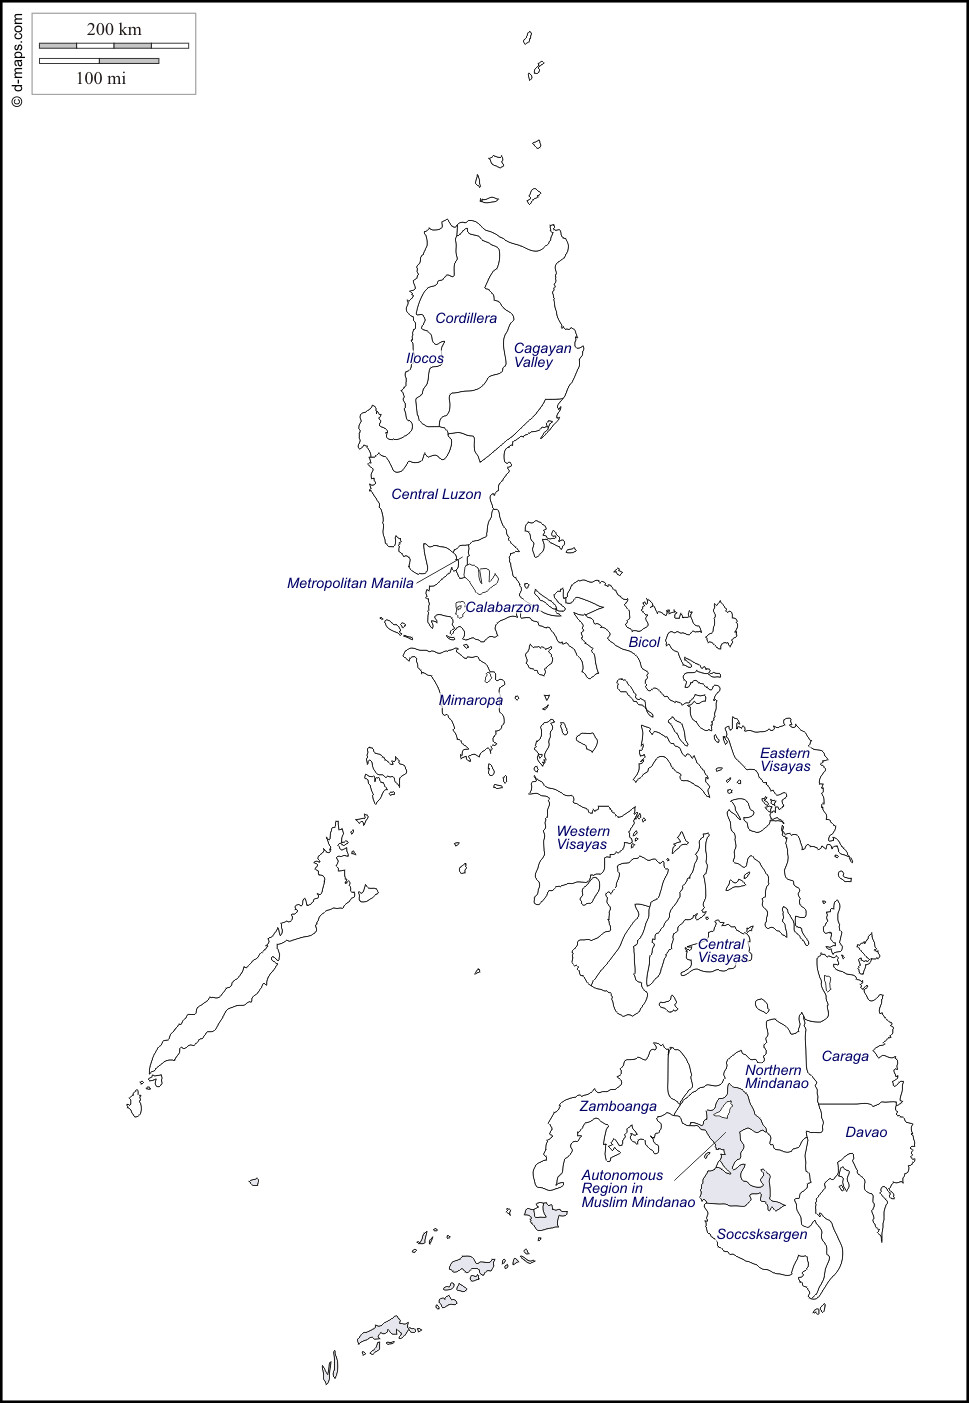 © d-maps.com
200 km
100 mi
Cordillera
Ilocos
Cagayan
Valley
Central Luzon
Metropolitan Manila
Calabarzon
Bicol
Mimaropa
Eastern
Visayas
Western
Visayas
Central
Visayas
Caraga
Northern
Mindanao
Zamboanga
Davao
Autonomous
Region in
Muslim Mindanao
Soccsksargen